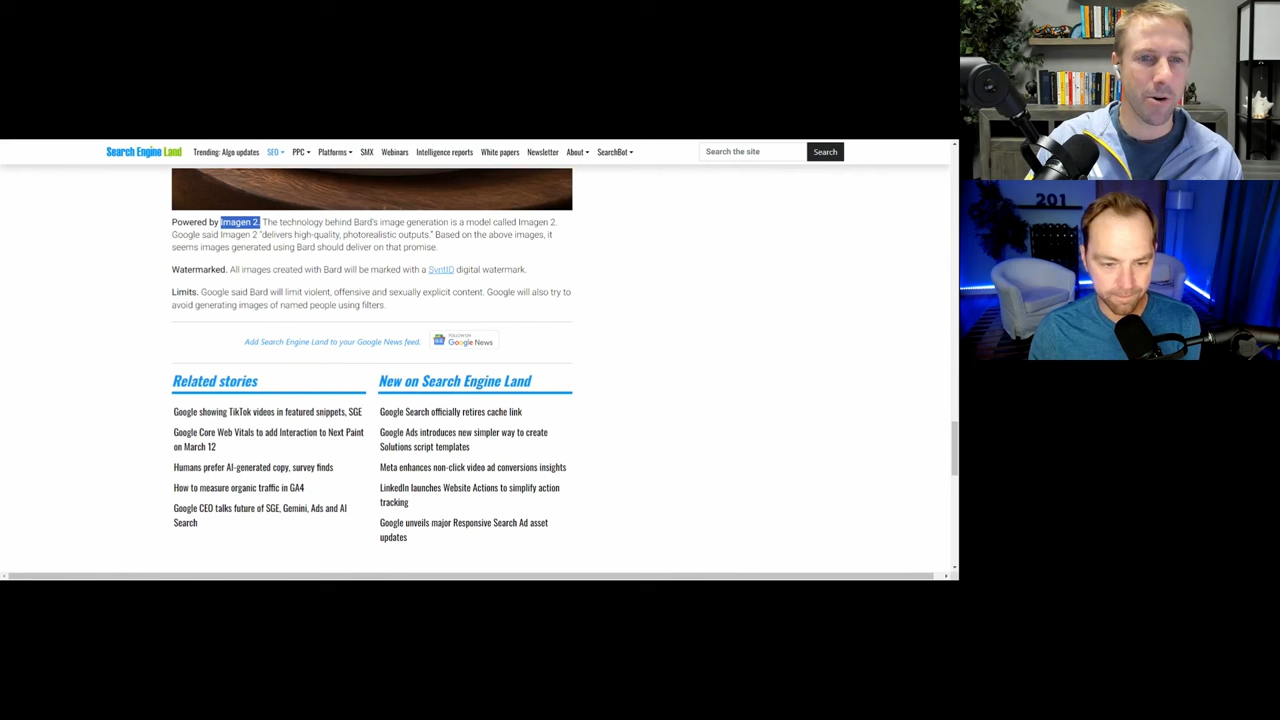 Search Engine Land Trending: Algo updates SEO PPC Platforms SMX Webinars Intelligence reports White papers Newsletter About SearchBot Search the site Search
Powered by Imagen 2. The technology behind Bard's image generation is a model called Imagen 2.
Google said Imagen 2 "delivers high-quality, photorealistic outputs." Based on the above images, it
seems images generated using Bard should deliver on that promise.
Watermarked. All images created with Bard will be marked with a SyntID digital watermark.
Limits. Google said Bard will limit violent, offensive and sexually explicit content. Google will also try to
avoid generating images of named people using filters.
Add Search Engine Land to your Google News feed.
FOLLOW ON
Google News
Related stories
Google showing TikTok videos in featured snippets, SGE
Google Core Web Vitals to add Interaction to Next Paint
on March 12
Humans prefer AI-generated copy, survey finds
How to measure organic traffic in GA4
Google CEO talks future of SGE, Gemini, Ads and AI
Search
New on Search Engine Land
Google Search officially retires cache link
Google Ads introduces new simpler way to create
Solutions script templates
Meta enhances non-click video ad conversions insights
LinkedIn launches Website Actions to simplify action
tracking
Google unveils major Responsive Search Ad asset
updates
201